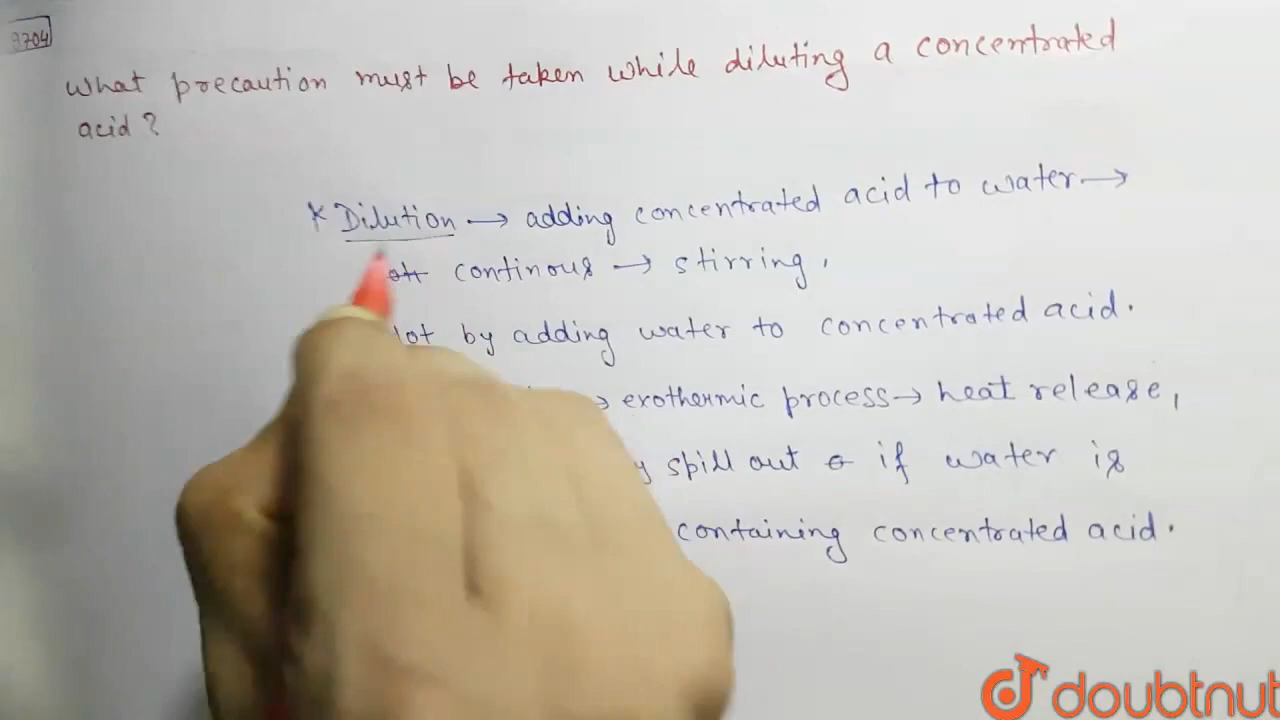 3704
What precaution must be taken while diluting a concentrated
acid?
* Dilution → adding concentrated acid to water →
continous → stirring,
by adding water to concentrated acid.
→ exothermic process → heat release,
spill out if water is
containing concentrated acid.
doubtnut